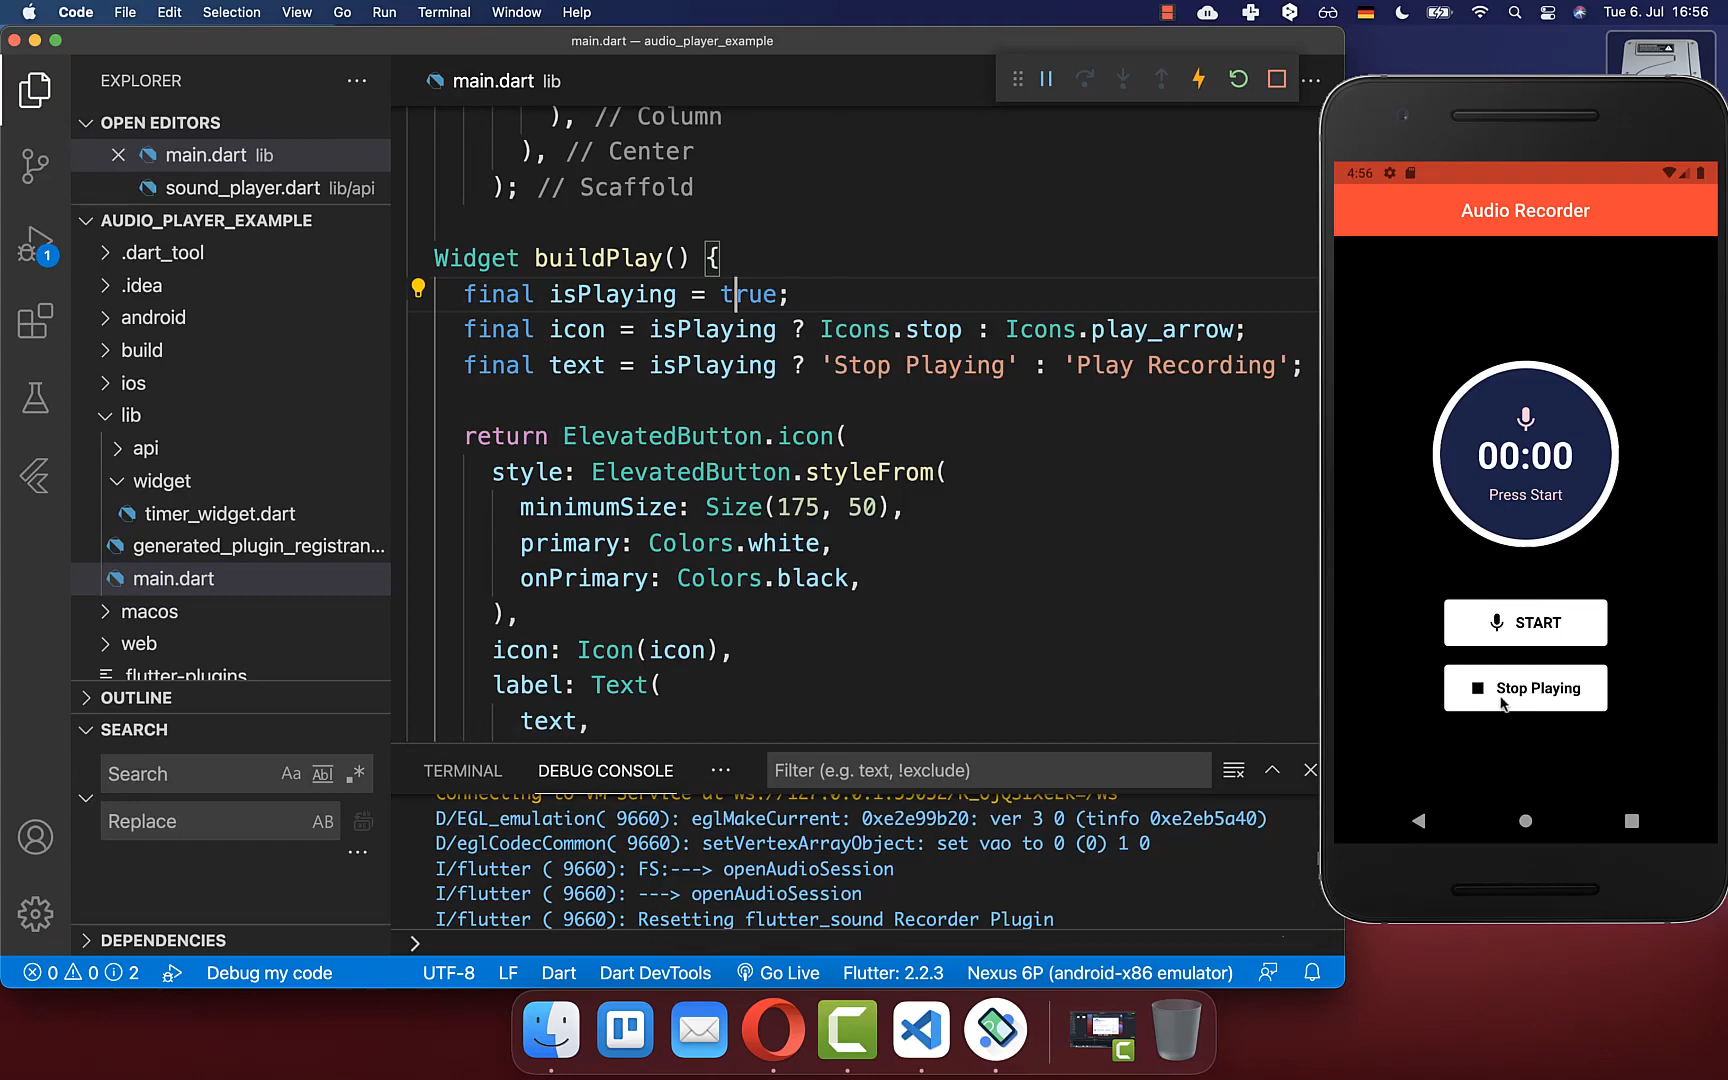 Code File Edit Selection View Go Run Terminal Window Help
Tue 6. Jul 16:56
main.dart — audio_player_example
EXPLORER
OPEN EDITORS
main.dart lib
sound_player.dart lib/api
AUDIO_PLAYER_EXAMPLE
.dart_tool
.idea
android
build
ios
lib
api
widget
timer_widget.dart
generated_plugin_registran...
main.dart
macos
web
flutter-plugins
OUTLINE
SEARCH
Search
Aa Abl .*
Replace
AB
DEPENDENCIES
main.dart lib
), // Column
), // Center
); // Scaffold
Widget buildPlay() {
final isPlaying = true;
final icon = isPlaying ? Icons.stop : Icons.play_arrow;
final text = isPlaying ? 'Stop Playing' : 'Play Recording';
return ElevatedButton.icon(
style: ElevatedButton.styleFrom(
minimumSize: Size(175, 50),
primary: Colors.white,
onPrimary: Colors.black,
),
icon: Icon(icon),
label: Text(
text,
TERMINAL DEBUG CONSOLE
Filter (e.g. text, !exclude)
D/EGL_emulation( 9660): eglMakeCurrent: 0xe2e99b20: ver 3 0 (tinfo 0xe2eb5a40)
D/eglCodecCommon( 9660): setVertexArrayObject: set vao to 0 (0) 1 0
I/flutter ( 9660): FS:---> openAudioSession
I/flutter ( 9660): ---> openAudioSession
I/flutter ( 9660): Resetting flutter_sound Recorder Plugin
1
0 0 2 Debug my code UTF-8 LF Dart Dart DevTools Go Live Flutter: 2.2.3 Nexus 6P (android-x86 emulator)
4:56
Audio Recorder
00:00
Press Start
START
Stop Playing